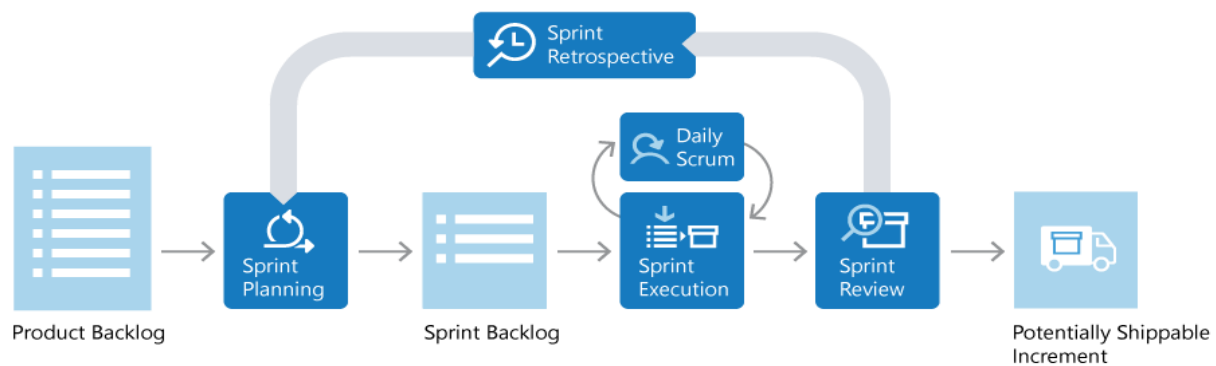 Sprint
Retrospective
Daily
Scrum
Sprint
Planning
Sprint
Execution
Sprint
Review
Product Backlog
Sprint Backlog
Potentially Shippable
Increment